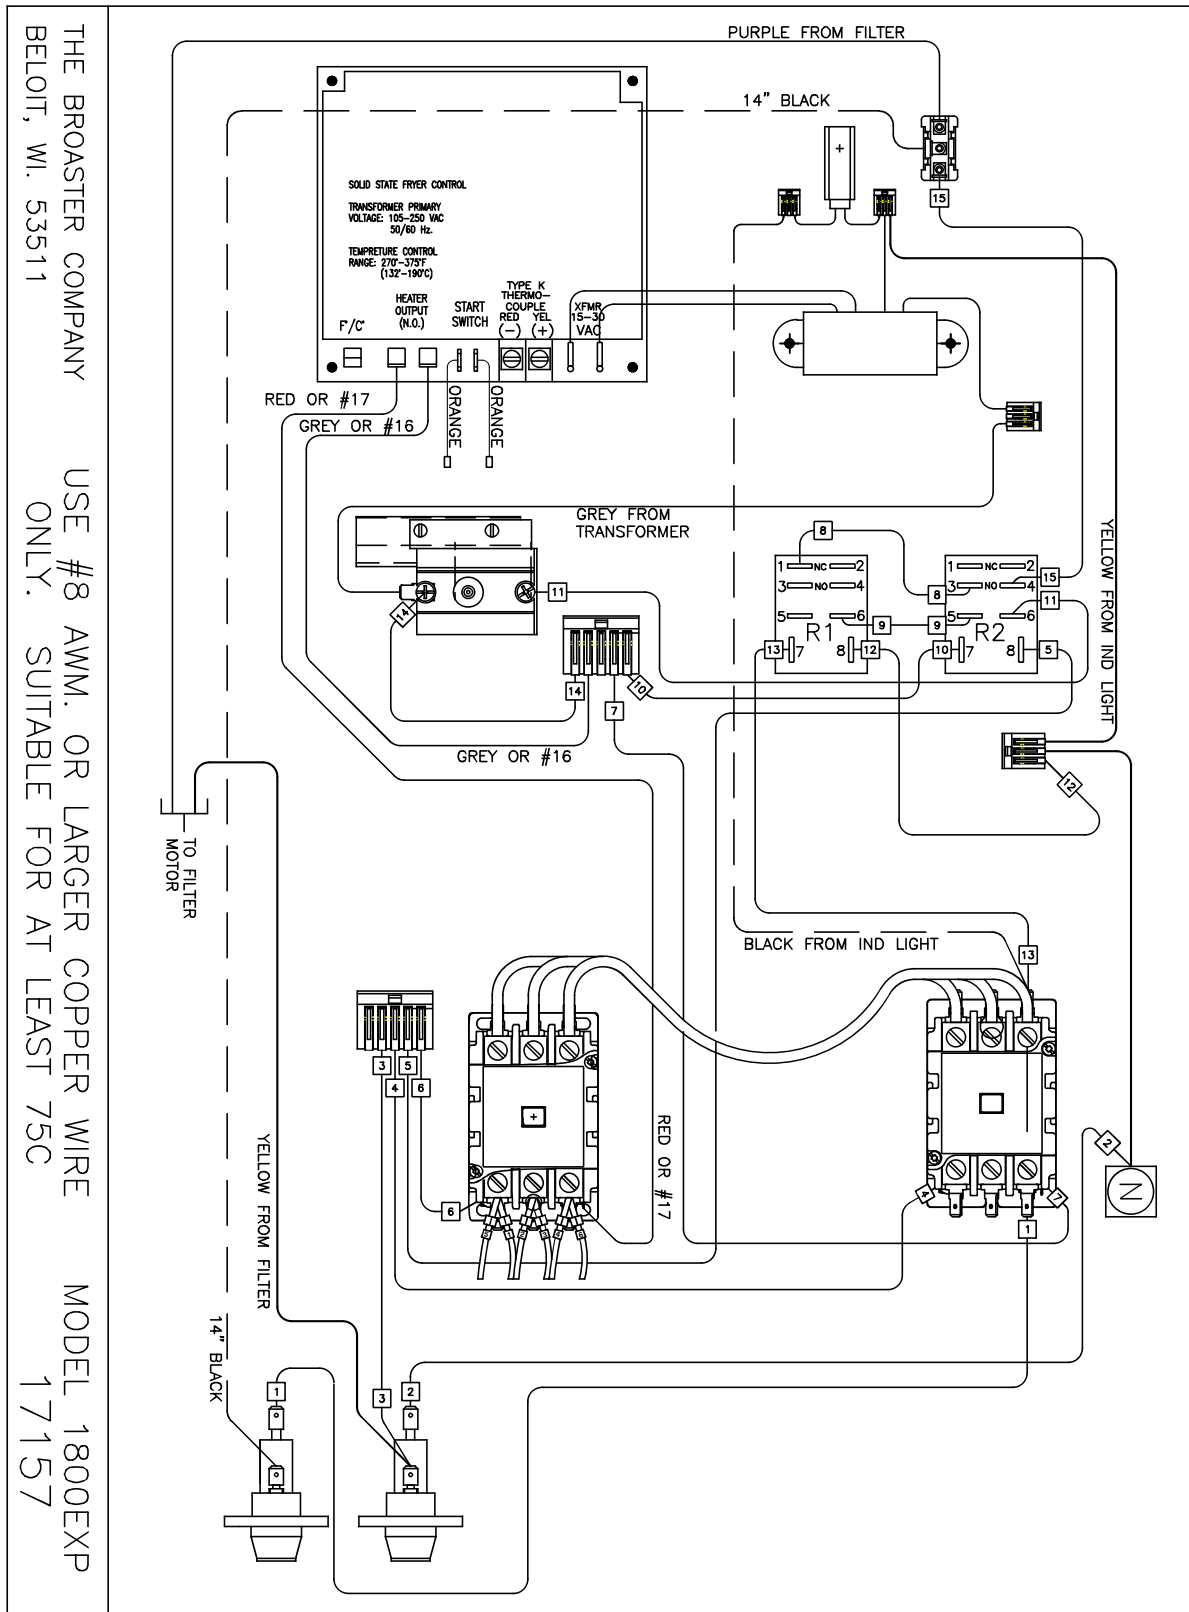 THE BROASTER COMPANY
BELOIT, WI. 53511
USE #8 AWM. OR LARGER COPPER WIRE
ONLY. SUITABLE FOR AT LEAST 75C
MODEL 1800EXP
17157
PURPLE FROM FILTER
14" BLACK
15
SOLID STATE FRYER CONTROL
TRANSFORMER PRIMARY
VOLTAGE: 105-250 VAC
50/60 Hz.
TEMPRETURE CONTROL
RANGE: 270°-375°F
(132°-190°C)
F°/C°
HEATER
OUTPUT
(N.O.)
START
SWITCH
TYPE K
THERMO-
COUPLE
RED YEL
(-) (+)
XFMR
15-30
VAC
RED OR #17
GREY OR #16
ORANGE
ORANGE
GREY FROM
TRANSFORMER
YELLOW FROM IND LIGHT
8
1 NC 2
3 NO 4
5 6
R1
7 8
1 NC 2
3 NO 4
5 6
R2
7 8
15
8
11
9
9
13
12
10
5
14
11
14
10
7
GREY OR #16
12
TO FILTER
MOTOR
BLACK FROM IND LIGHT
13
3
4
5
6
RED OR #17
6
2
1
2
3
4
5
4
7
1
2
N
YELLOW FROM FILTER
14" BLACK
1
3
2